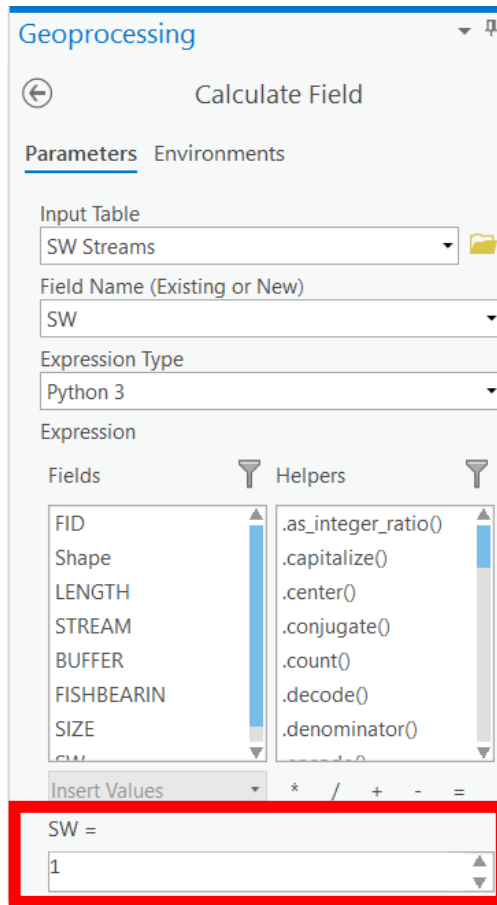 Geoprocessing
Calculate Field
Parameters Environments
Input Table
SW Streams
Field Name (Existing or New)
SW
Expression Type
Python 3
Expression
Fields Helpers
FID .as_integer_ratio()
Shape .capitalize()
LENGTH .center()
STREAM .conjugate()
BUFFER .count()
FISHBEARIN .decode()
SIZE .denominator()
Insert Values * / + - =
SW =
1